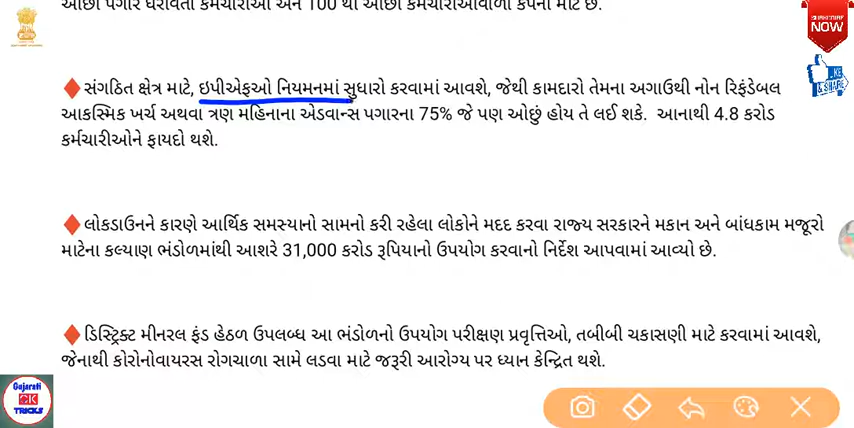 ઓછા પગાર ધરાવતા કર્મચારીઓ અને 100 થી ઓછા કર્મચારીઓવાળી કંપની માટે છે.
SUBSCRIBE
NOW
સંગઠિત ક્ષેત્ર માટે, ઇપીએફઓ નિયમનમાં સુધારો કરવામાં આવશે, જેથી કામદારો તેમના અગાઉથી નોન રિફંડેબલ
આકસ્મિક ખર્ચ અથવા ત્રણ મહિનાના એડવાન્સ પગારના 75% જે પણ ઓછું હોય તે લઈ શકે. આનાથી 4.8 કરોડ
કર્મચારીઓને ફાયદો થશે.
LIKE
& SHARE
લોકડાઉનને કારણે આર્થિક સમસ્યાનો સામનો કરી રહેલા લોકોને મદદ કરવા રાજ્ય સરકારને મકાન અને બાંધકામ મજૂરો
માટેના કલ્યાણ ભંડોળમાંથી આશરે 31,000 કરોડ રૂપિયાનો ઉપયોગ કરવાનો નિર્દેશ આપવામાં આવ્યો છે.
ડિસ્ટ્રિક્ટ મીનરલ ફંડ હેઠળ ઉપલબ્ધ આ ભંડોળનો ઉપયોગ પરીક્ષણ પ્રવૃત્તિઓ, તબીબી ચકાસણી માટે કરવામાં આવશે,
જેનાથી કોરોનોવાયરસ રોગચાળા સામે લડવા માટે જરૂરી આરોગ્ય પર ધ્યાન કેન્દ્રિત થશે.
Gujarati
GK
TRICKS